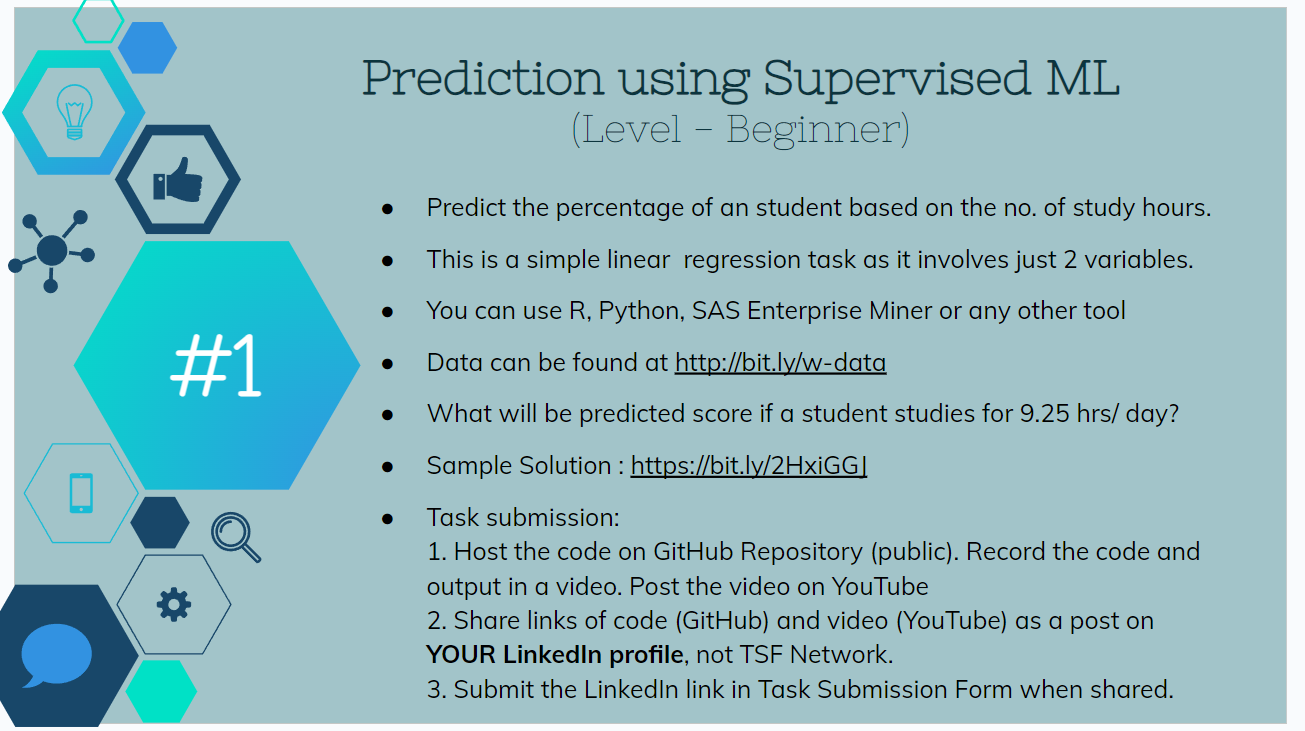 Prediction using Supervised ML
(Level - Beginner)
#1
● Predict the percentage of an student based on the no. of study hours.
● This is a simple linear  regression task as it involves just 2 variables.
● You can use R, Python, SAS Enterprise Miner or any other tool
● Data can be found at http://bit.ly/w-data
● What will be predicted score if a student studies for 9.25 hrs/ day?
● Sample Solution : https://bit.ly/2HxiGGJ
● Task submission:
1. Host the code on GitHub Repository (public). Record the code and
output in a video. Post the video on YouTube
2. Share links of code (GitHub) and video (YouTube) as a post on
YOUR LinkedIn profile, not TSF Network.
3. Submit the LinkedIn link in Task Submission Form when shared.